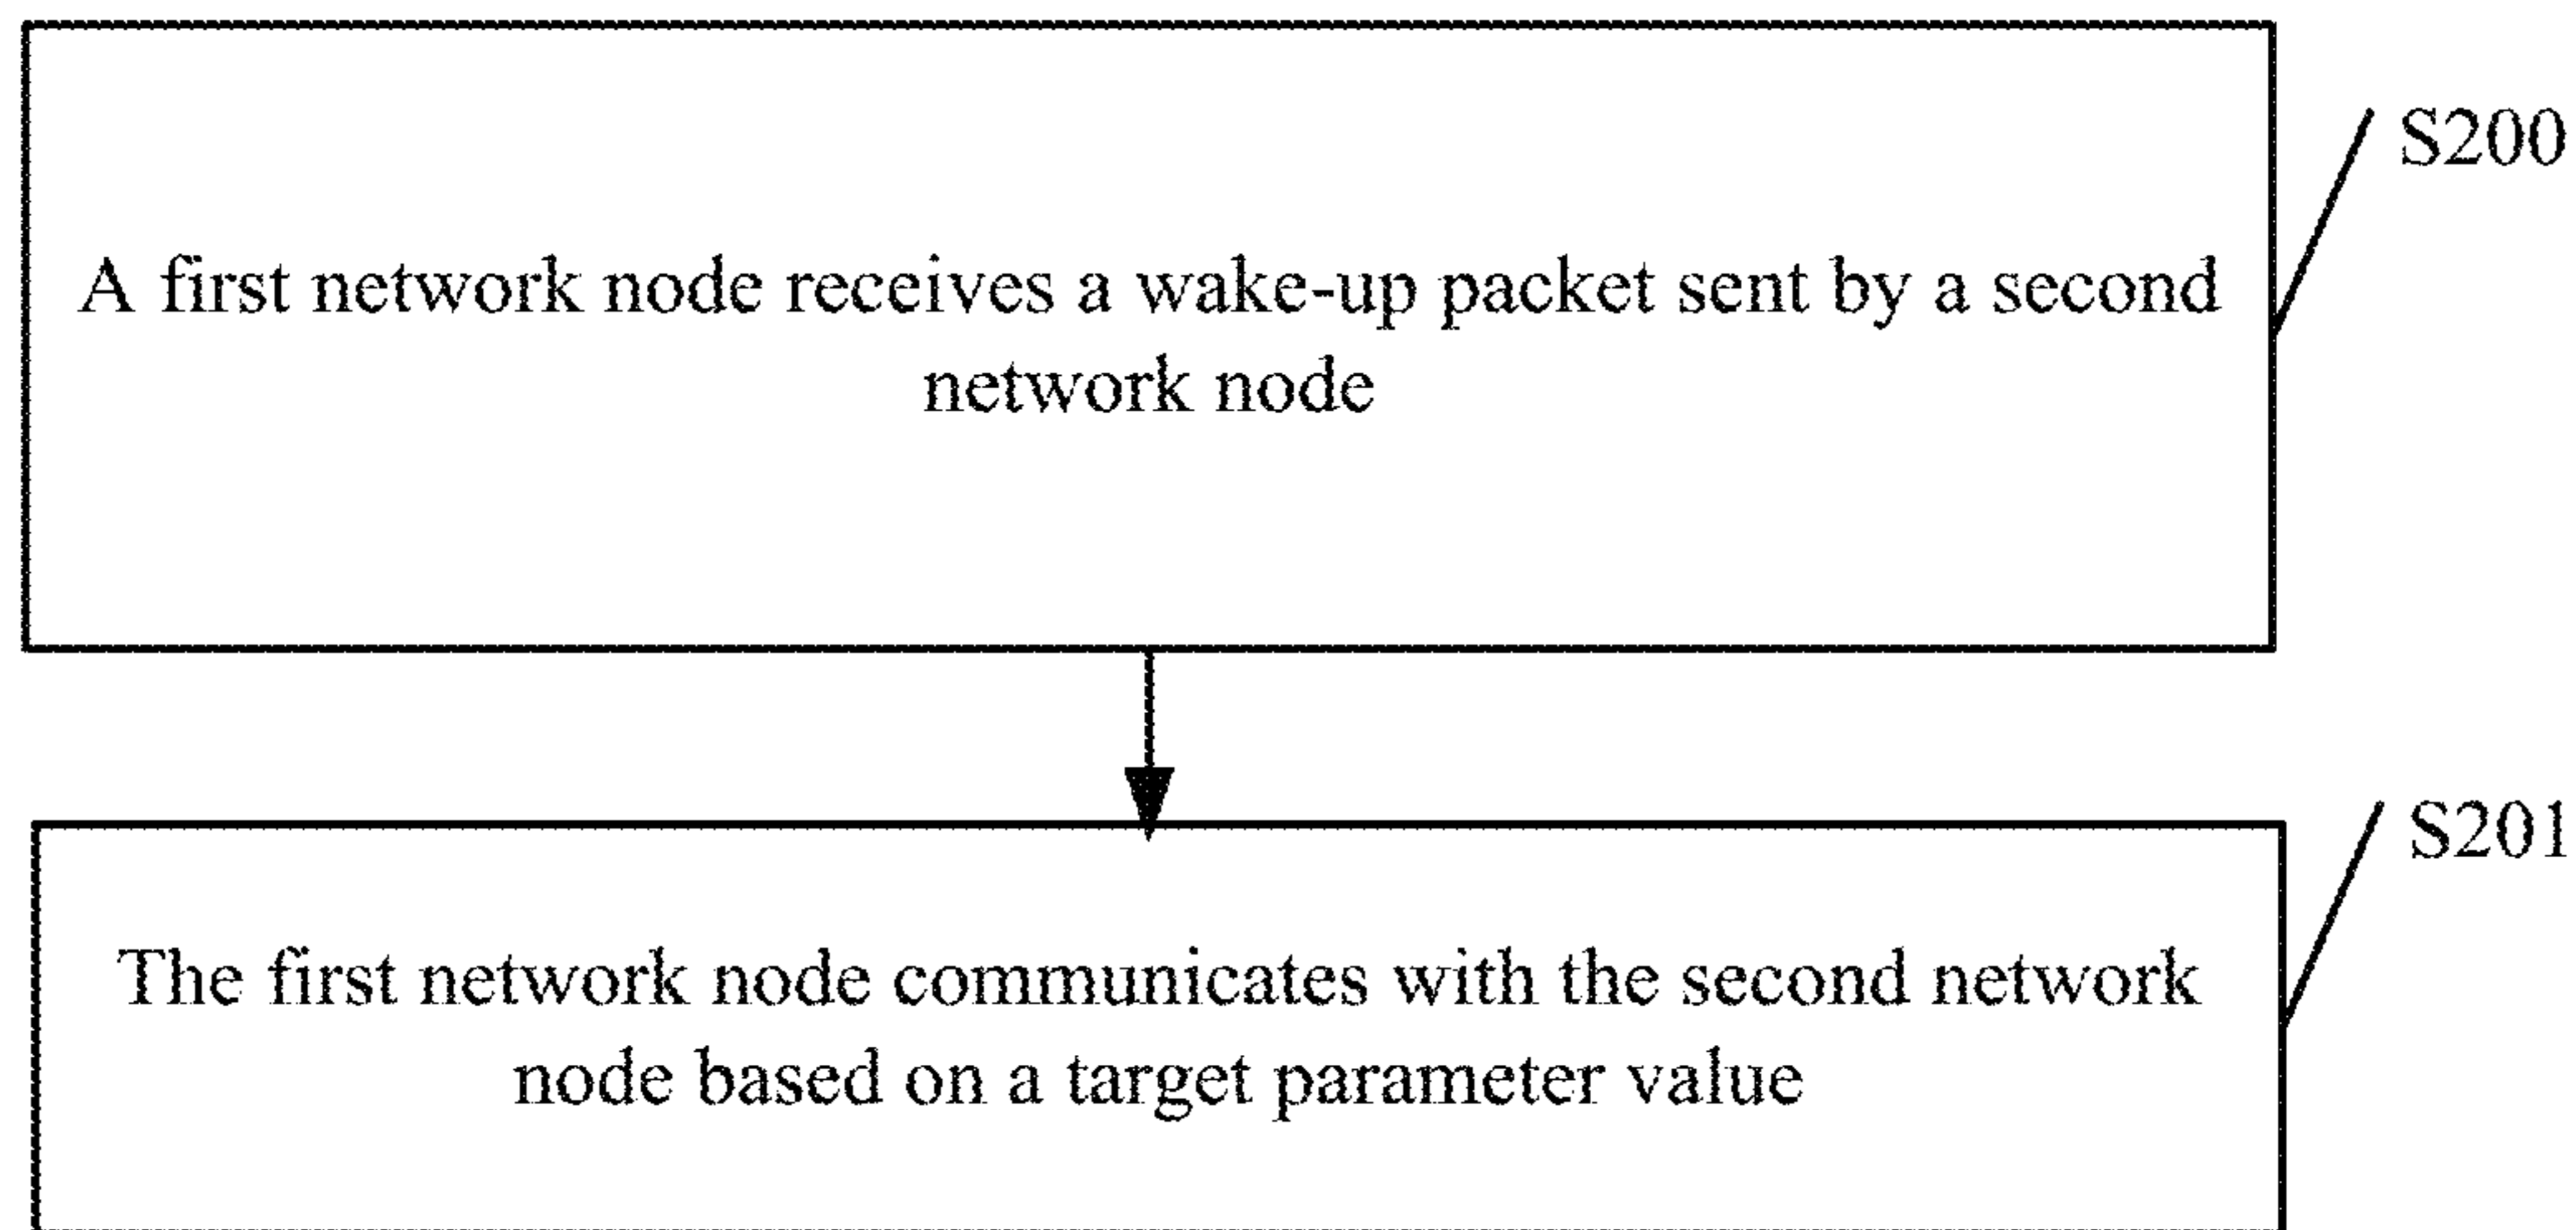 S200
A first network node receives a wake-up packet sent by a second
network node
S201
The first network node communicates with the second network
node based on a target parameter value